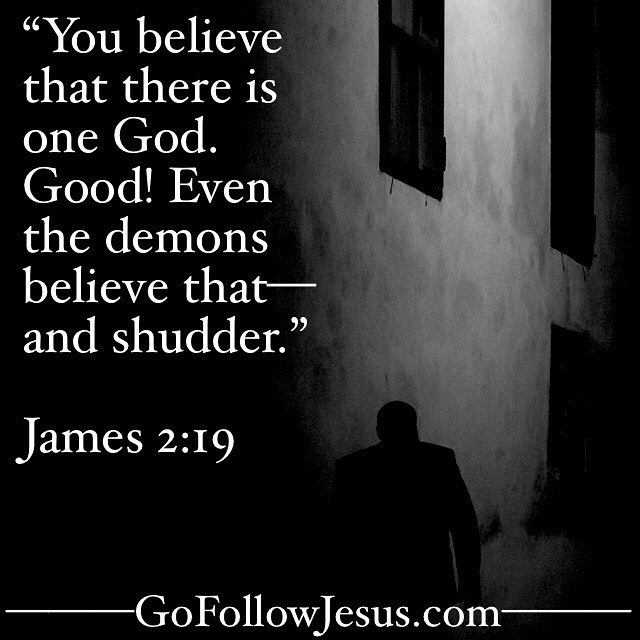 “You believe
that there is
one God.
Good! Even
the demons
believe that—
and shudder.”
James 2:19
GoFollowJesus.com